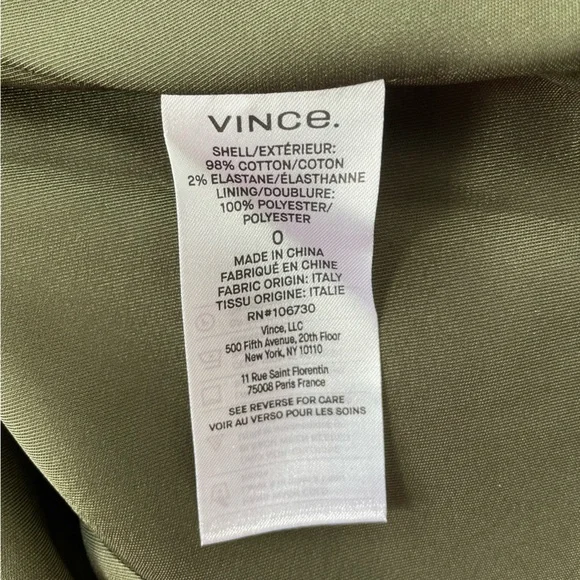 VINCe.
SHELL/EXTÉRIEUR:
98% COTTON/COTON
2% ELASTANE/ÉLASTHANNE
LINING/DOUBLURE:
100% POLYESTER/
POLYESTER
0
MADE IN CHINA
FABRIQUÉ EN CHINE
FABRIC ORIGIN: ITALY
TISSU ORIGINE: ITALIE
RN#106730
Vince, LLC
500 Fifth Avenue, 20th Floor
New York, NY 10110
11 Rue Saint Florentin
75008 Paris France
SEE REVERSE FOR CARE
VOIR AU VERSO POUR LES SOINS